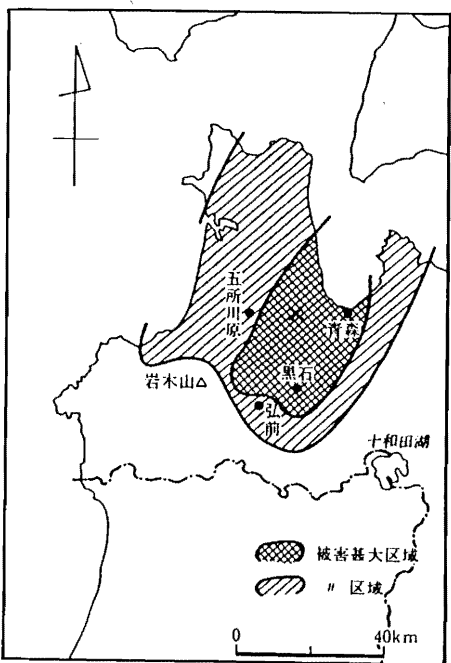 五所川原
青森
黒石
岩木山
弘前
十和田湖
被害甚大区域
〃 区域
0 40km